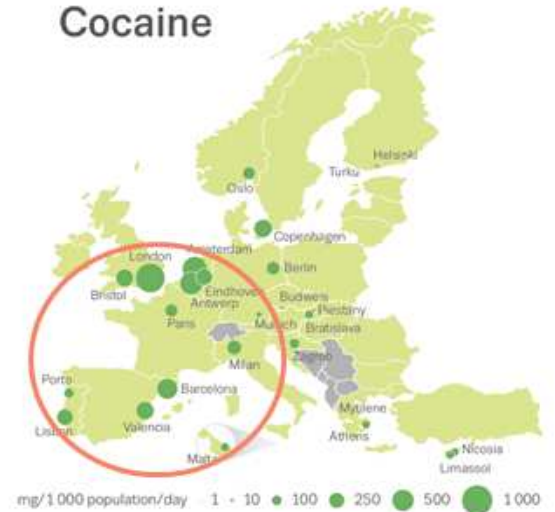 Cocaine
Helsinki
Turku
Oslo
Copenhagen
Amsterdam
London
Berlin
Bristol
Eindhoven
Antwerp
Budweis
Piestany
Paris
Munich
Bratislava
Zagreb
Milan
Porto
Barcelona
Lisbon
Valencia
Mytilene
Athens
Malta
Nicosia
Limassol
mg/1 000 population/day 1 10 100 250 500 1 000